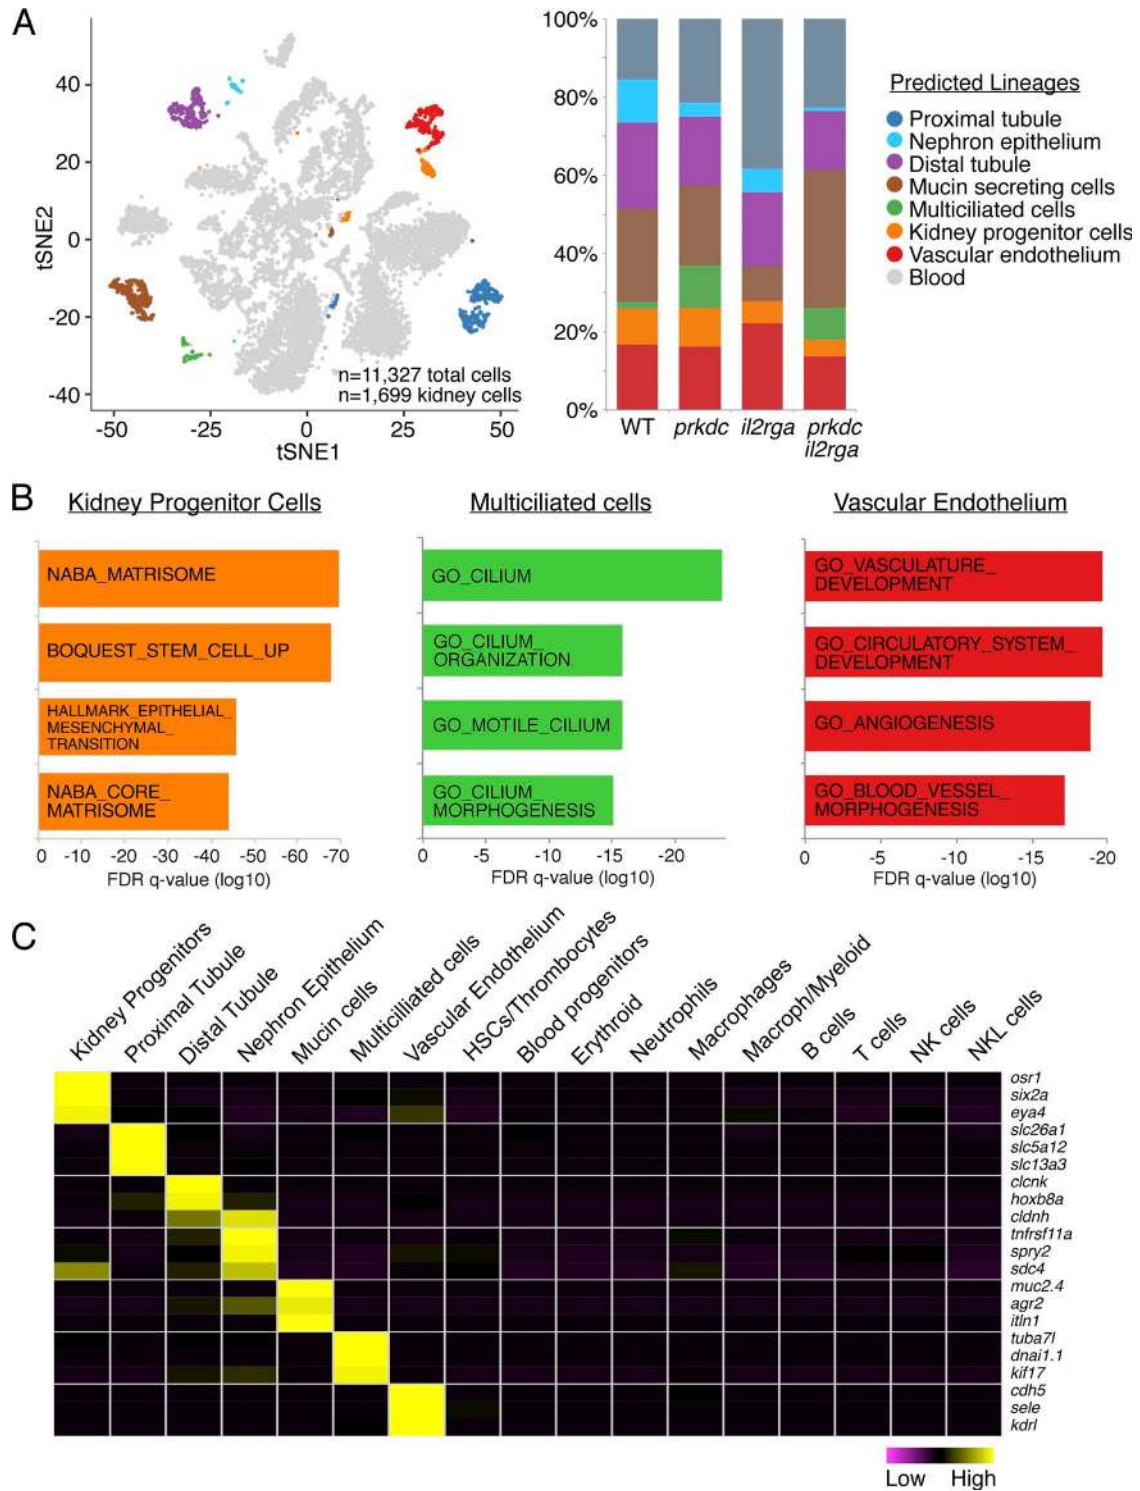 A
tSNE2
40
20
0
-20
-40
-50
-25
0
25
50
tSNE1
n=11,327 total cells
n=1,699 kidney cells
100%
80%
60%
40%
20%
0%
WT
prkdc
il2rga
prkdc
il2rga
Predicted Lineages
Proximal tubule
Nephron epithelium
Distal tubule
Mucin secreting cells
Multiciliated cells
Kidney progenitor cells
Vascular endothelium
Blood
B
Kidney Progenitor Cells
NABA_MATRISOME
BOQUEST_STEM_CELL_UP
HALLMARK_EPITHELIAL_
MESENCHYMAL_
TRANSITION
NABA_CORE_
MATRISOME
0 -10 -20 -30 -40 -50 -60 -70
FDR q-value (log10)
Multiciliated cells
GO_CILIUM
GO_CILIUM_
ORGANIZATION
GO_MOTILE_CILIUM
GO_CILIUM_
MORPHOGENESIS
0 -5 -10 -15 -20
FDR q-value (log10)
Vascular Endothelium
GO_VASCULATURE_
DEVELOPMENT
GO_CIRCULATORY_SYSTEM_
DEVELOPMENT
GO_ANGIOGENESIS
GO_BLOOD_VESSEL_
MORPHOGENESIS
0 -5 -10 -15 -20
FDR q-value (log10)
C
Kidney Progenitors
Proximal Tubule
Distal Tubule
Nephron Epithelium
Mucin cells
Multicilliated cells
Vascular Endothelium
HSCs/Thrombocytes
Blood progenitors
Erythroid
Neutrophils
Macrophages
Macroph/Myeloid
B cells
T cells
NK cells
NKL cells
osr1
six2a
eya4
slc26a1
slc5a12
slc13a3
clcnk
hoxb8a
cldnh
tnfrsf11a
spry2
sdc4
muc2.4
agr2
itln1
tuba7l
dnai1.1
kif17
cdh5
sele
kdrl
Low High